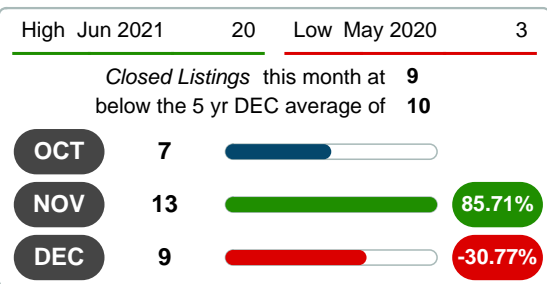 High Jun 2021 20 Low May 2020 3
Closed Listings this month at 9
below the 5 yr DEC average of 10
OCT 7
NOV 13 85.71%
DEC 9 -30.77%